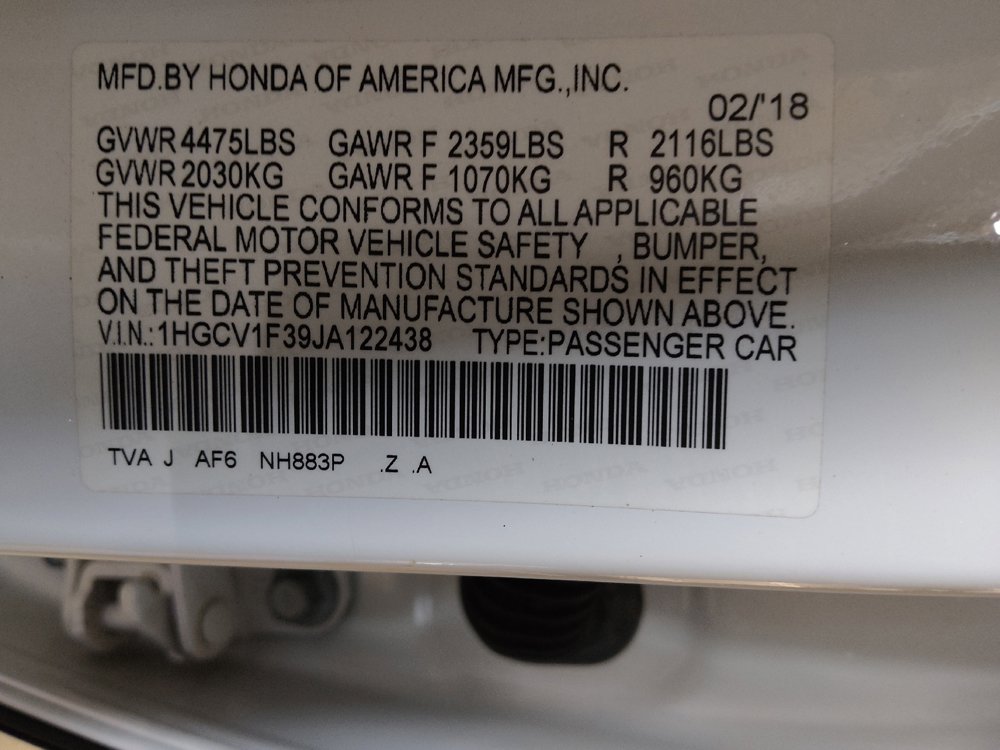 MFD.BY HONDA OF AMERICA MFG.,INC.
02/'18
GVWR 4475LBS GAWR F 2359LBS R 2116LBS
GVWR 2030KG GAWR F 1070KG R 960KG
THIS VEHICLE CONFORMS TO ALL APPLICABLE
FEDERAL MOTOR VEHICLE SAFETY , BUMPER,
AND THEFT PREVENTION STANDARDS IN EFFECT
ON THE DATE OF MANUFACTURE SHOWN ABOVE.
V.I.N.: 1HGCV1F39JA122438 TYPE:PASSENGER CAR
TVA J AF6 NH883P .Z .A